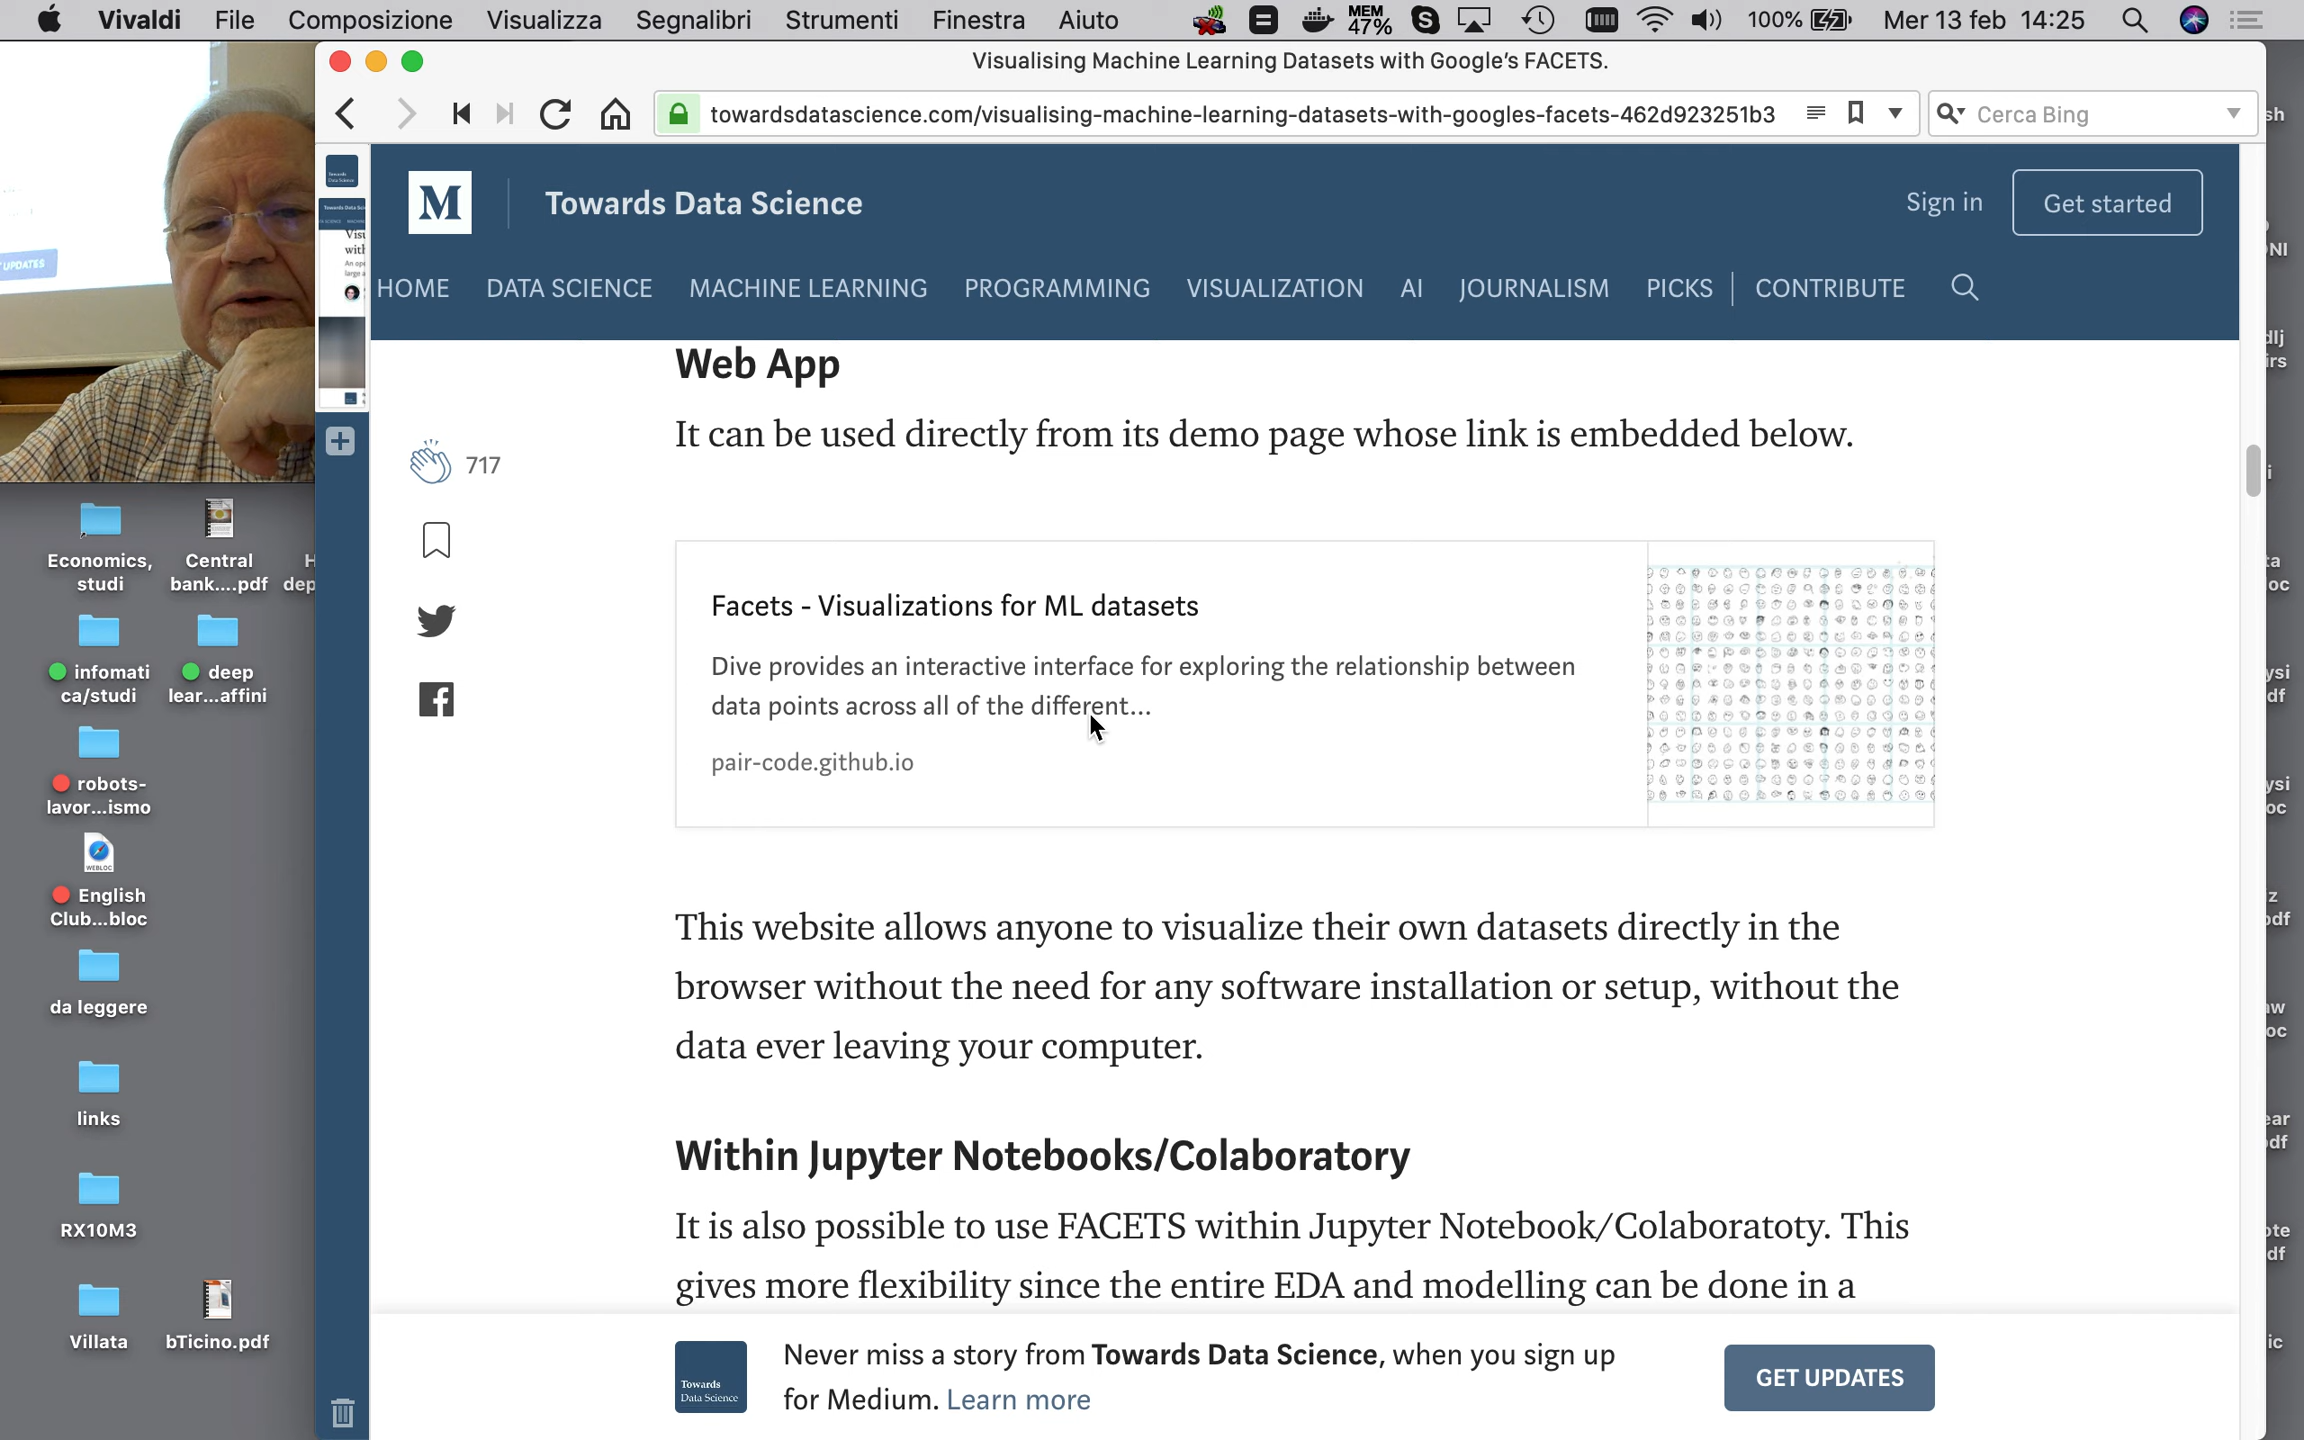 Vivaldi File Composizione Visualizza Segnalibri Strumenti Finestra Aiuto MEM 47% 100% Mer 13 feb 14:25
Visualising Machine Learning Datasets with Google's FACETS.
towardsdatascience.com/visualising-machine-learning-datasets-with-googles-facets-462d923251b3
Cerca Bing
M
Towards Data Science
Sign in
Get started
HOME DATA SCIENCE MACHINE LEARNING PROGRAMMING VISUALIZATION AI JOURNALISM PICKS CONTRIBUTE
UPDATES
Web App
It can be used directly from its demo page whose link is embedded below.
717
Facets - Visualizations for ML datasets
Dive provides an interactive interface for exploring the relationship between
data points across all of the different...
pair-code.github.io
This website allows anyone to visualize their own datasets directly in the
browser without the need for any software installation or setup, without the
data ever leaving your computer.
Within Jupyter Notebooks/Colaboratory
It is also possible to use FACETS within Jupyter Notebook/Colaboratoty. This
gives more flexibility since the entire EDA and modelling can be done in a
Towards
Data Science
Never miss a story from Towards Data Science, when you sign up
for Medium. Learn more
GET UPDATES
Economics,
studi
Central
bank....pdf
infomati
ca/studi
deep
lear...affini
robots-
lavor...ismo
WEBLOC
English
Club...bloc
da leggere
links
RX10M3
Villata
bTicino.pdf